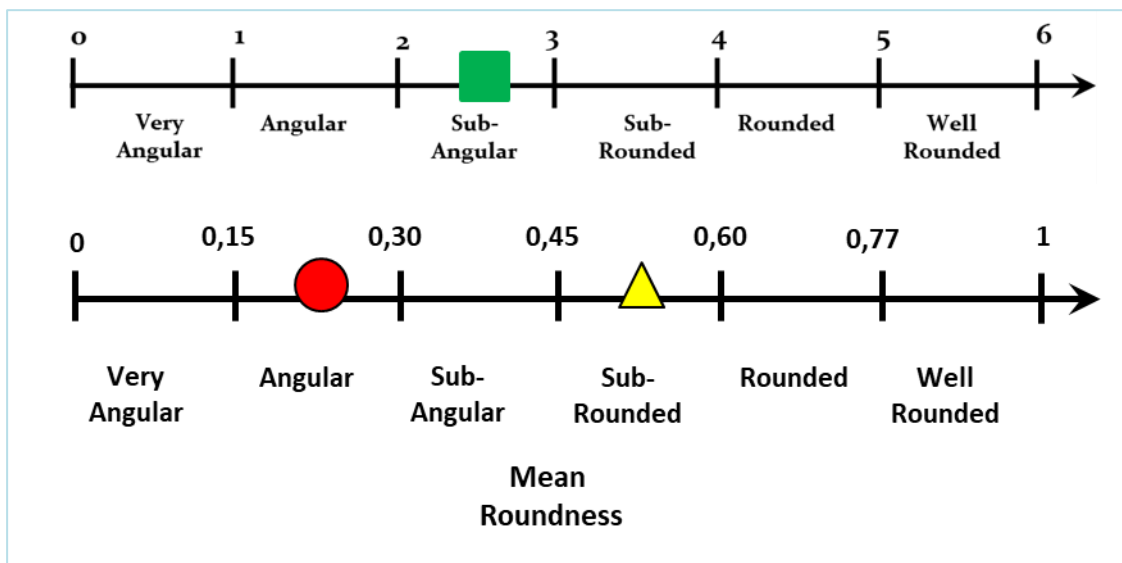 0 1 2 3 4 5 6
Very Angular Sub- Sub- Rounded Well
Angular Angular Rounded Rounded
0 0,15 0,30 0,45 0,60 0,77 1
Very Angular Sub- Sub- Rounded Well
Angular Angular Rounded Rounded
Mean
Roundness